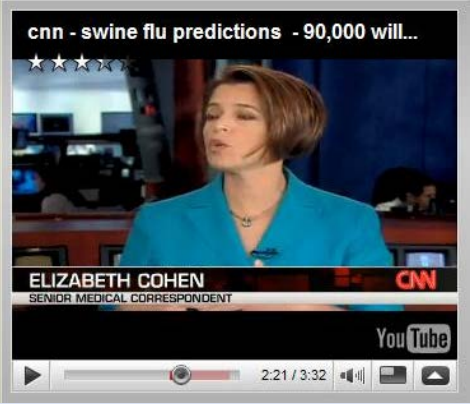 cnn - swine flu predictions - 90,000 will...
ELIZABETH COHEN
CNN
SENIOR MEDICAL CORRESPONDENT
YouTube
2:21 / 3:32